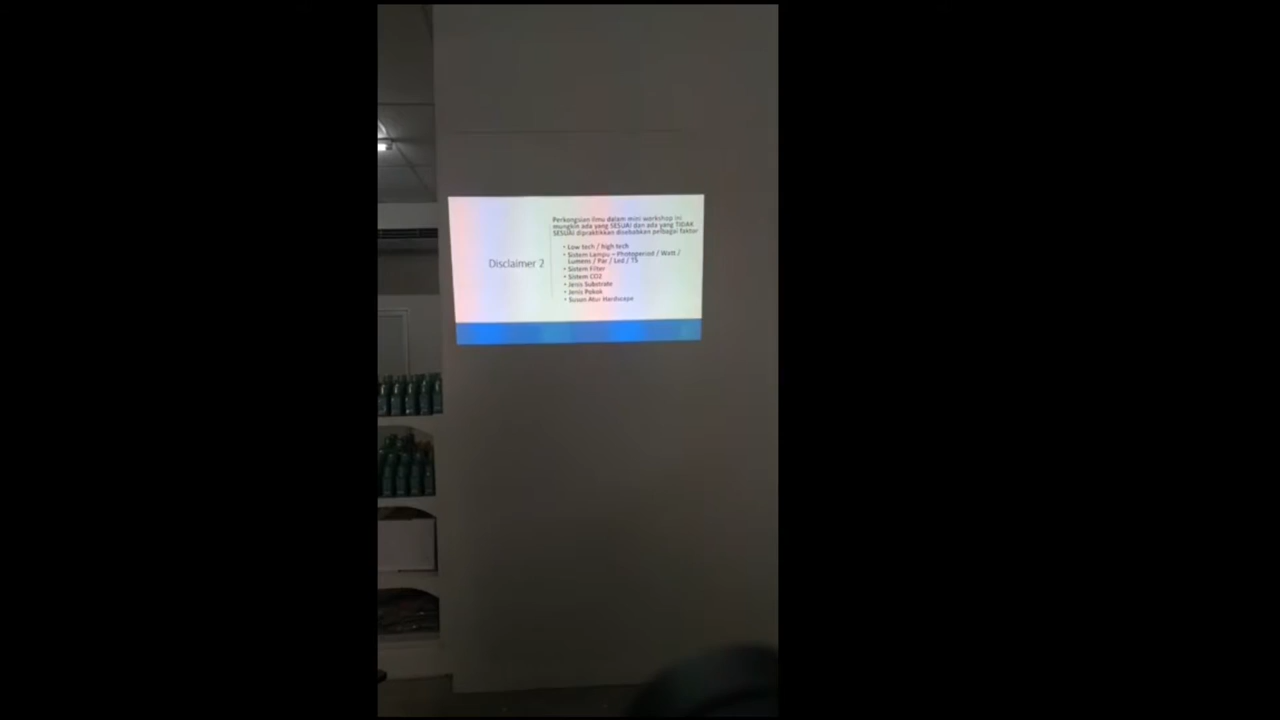 Disclaimer 2
Perkongsian ilmu dalam mini workshop ini
mungkin ada yang SESUAI dan ada yang TIDAK
SESUAI dipraktikkan disebabkan pelbagai faktor
• Low tech / high tech
• Sistem Lampu – Photoperiod / Watt /
Lumens / Par / Led / T5
• Sistem Filter
• Sistem CO2
• Jenis Substrate
• Jenis Pokok
• Susun Atur Hardscape